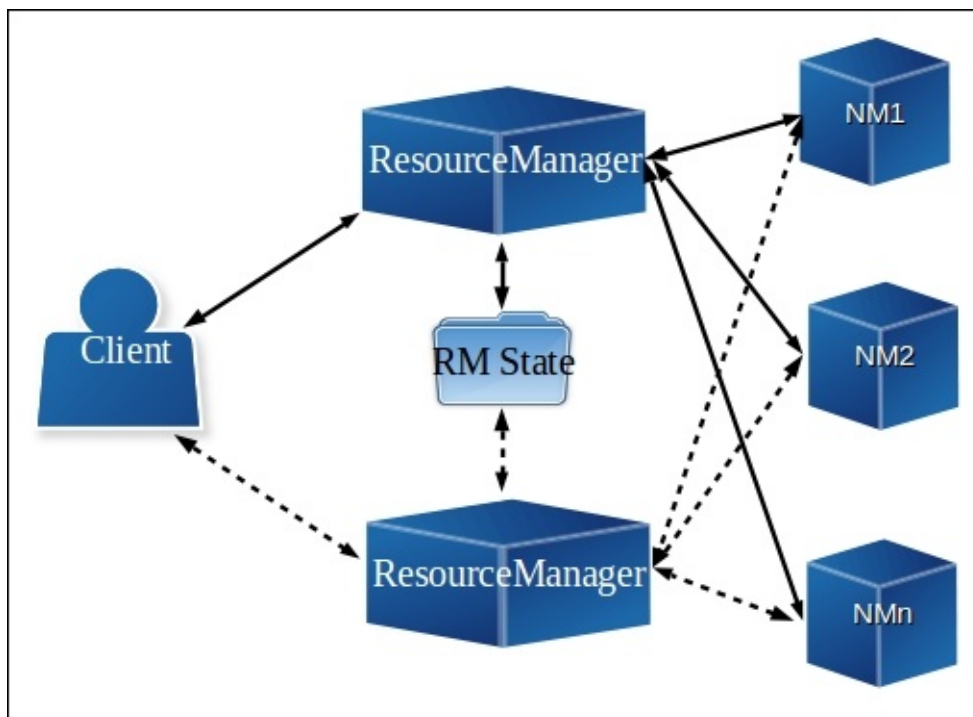 NM1
ResourceManager
Client
RM State
NM2
ResourceManager
NMn